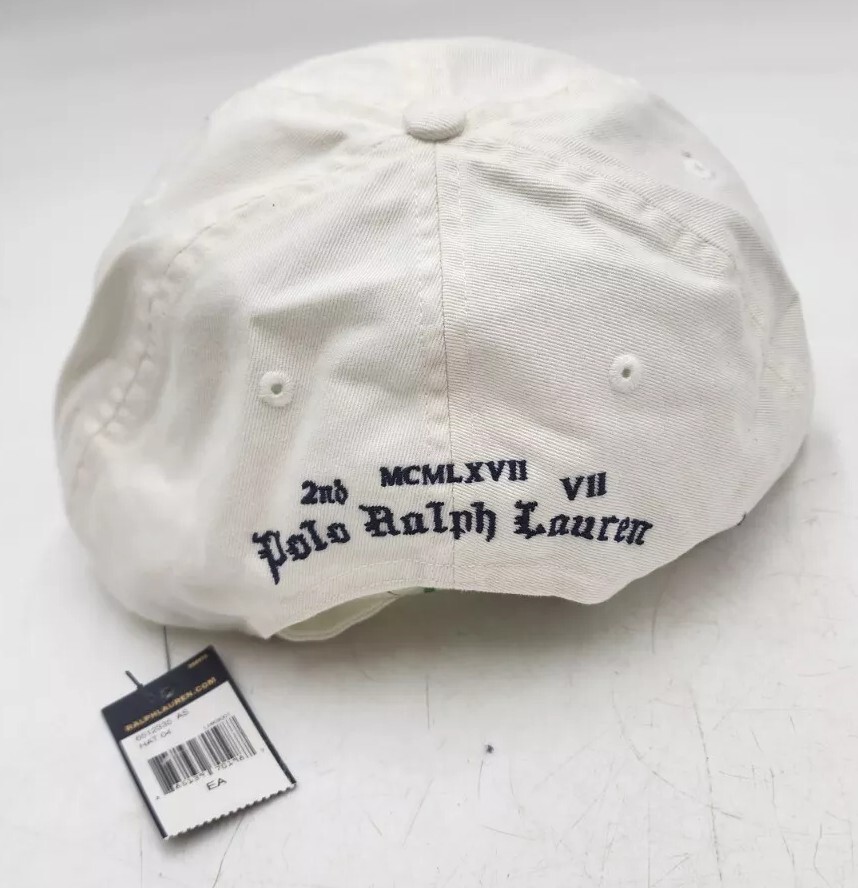 2nd MCMLXVII VII
Polo Ralph Lauren
RALPHLAUREN.COM
EA